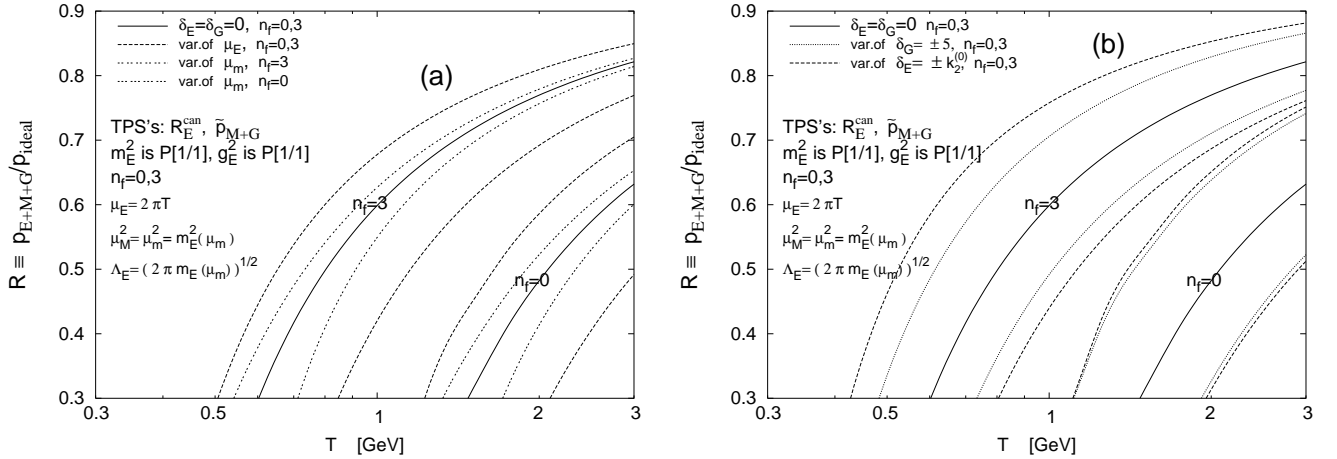 R ≡ p_{E+M+G}/p_{ideal}
0.9
0.8
0.7
0.6
0.5
0.4
0.3
δ_E=δ_G=0, n_f=0,3
var.of μ_E, n_f=0,3
var.of μ_m, n_f=3
var.of μ_m, n_f=0
(a)
TPS's: R_E^{can}, p̃_{M+G}
m_E^2 is P[1/1], g_E^2 is P[1/1]
n_f=0,3
μ_E= 2 πT
μ_M^2= μ_m^2= m_E^2( μ_m)
Λ_E= ( 2 π m_E (μ_m) )^{1/2}
n_f=3
n_f=0
0.3
0.5
1
2
3
T [GeV]
R ≡ p_{E+M+G}/p_{ideal}
0.9
0.8
0.7
0.6
0.5
0.4
0.3
δ_E=δ_G=0 n_f=0,3
var.of δ_G= ±5, n_f=0,3
var.of δ_E= ± k_2^{(0)}, n_f=0,3
(b)
TPS's: R_E^{can}, p̃_{M+G}
m_E^2 is P[1/1], g_E^2 is P[1/1]
n_f=0,3
μ_E= 2 πT
μ_M^2= μ_m^2= m_E^2( μ_m)
Λ_E= ( 2 π m_E (μ_m) )^{1/2}
n_f=3
n_f=0
0.3
0.5
1
2
3
T [GeV]